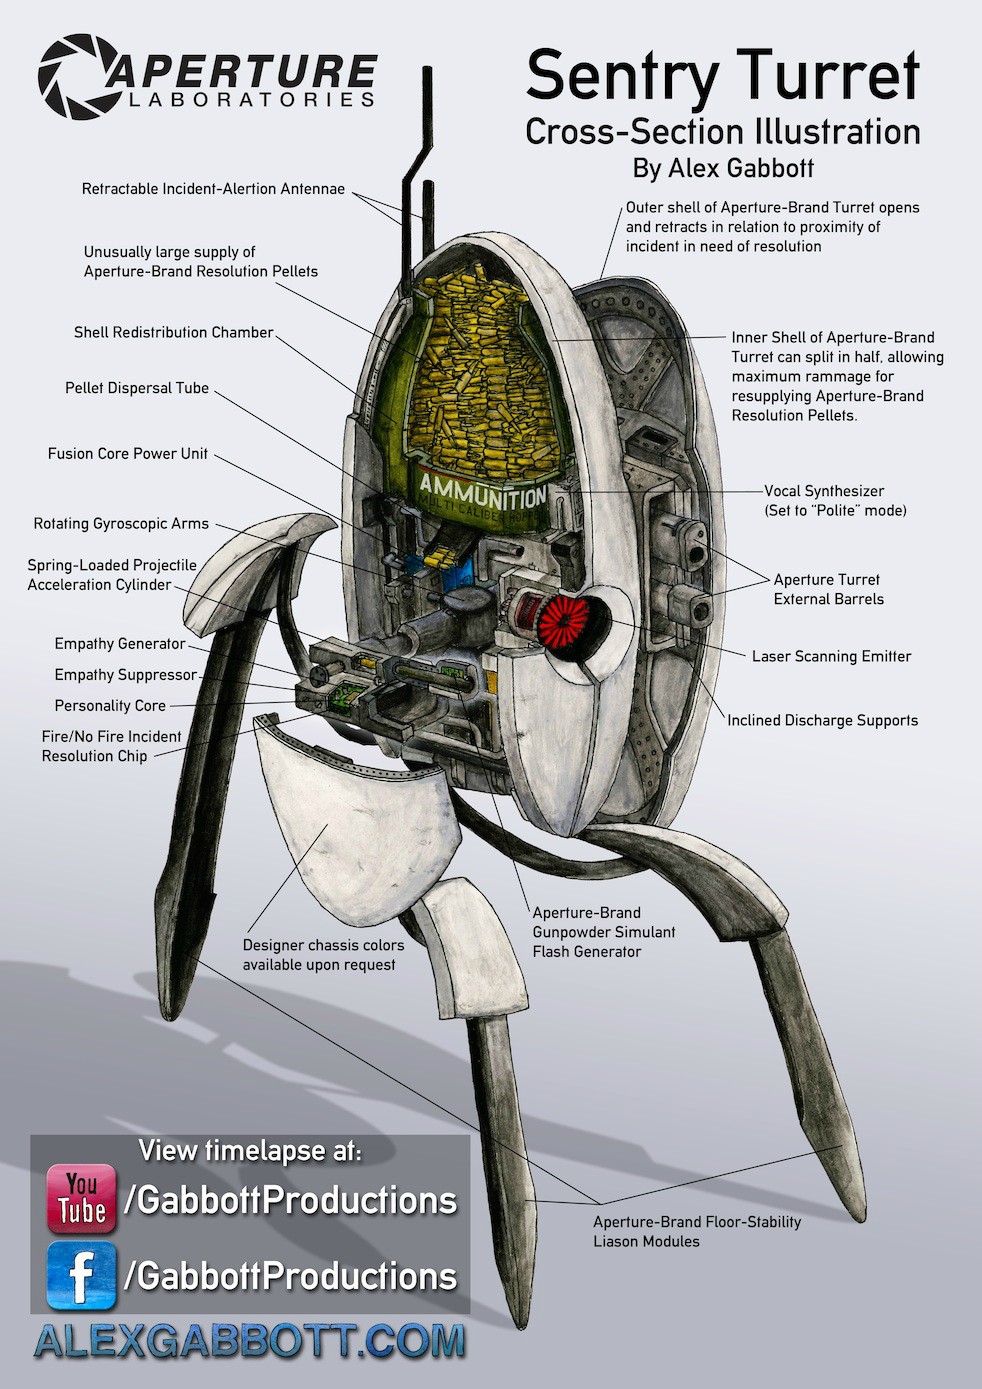 APERTURE
LABORATORIES
Sentry Turret
Cross-Section Illustration
By Alex Gabbott
Retractable Incident-Alertion Antennae
Outer shell of Aperture-Brand Turret opens
and retracts in relation to proximity of
incident in need of resolution
Unusually large supply of
Aperture-Brand Resolution Pellets
Shell Redistribution Chamber
Inner Shell of Aperture-Brand
Turret can split in half, allowing
maximum rammage for
resupplying Aperture-Brand
Resolution Pellets.
Pellet Dispersal Tube
Fusion Core Power Unit
AMMUNITION
MULTI CALIBER HOPPER
Vocal Synthesizer
(Set to "Polite" mode)
Rotating Gyroscopic Arms
Spring-Loaded Projectile
Acceleration Cylinder
Aperture Turret
External Barrels
Empathy Generator
Laser Scanning Emitter
Empathy Suppressor
Personality Core
Inclined Discharge Supports
Fire/No Fire Incident
Resolution Chip
Aperture-Brand
Gunpowder Simulant
Flash Generator
Designer chassis colors
available upon request
View timelapse at:
You
Tube
/GabbottProductions
f
/GabbottProductions
Aperture-Brand Floor-Stability
Liason Modules
ALEXGABBOTT.COM